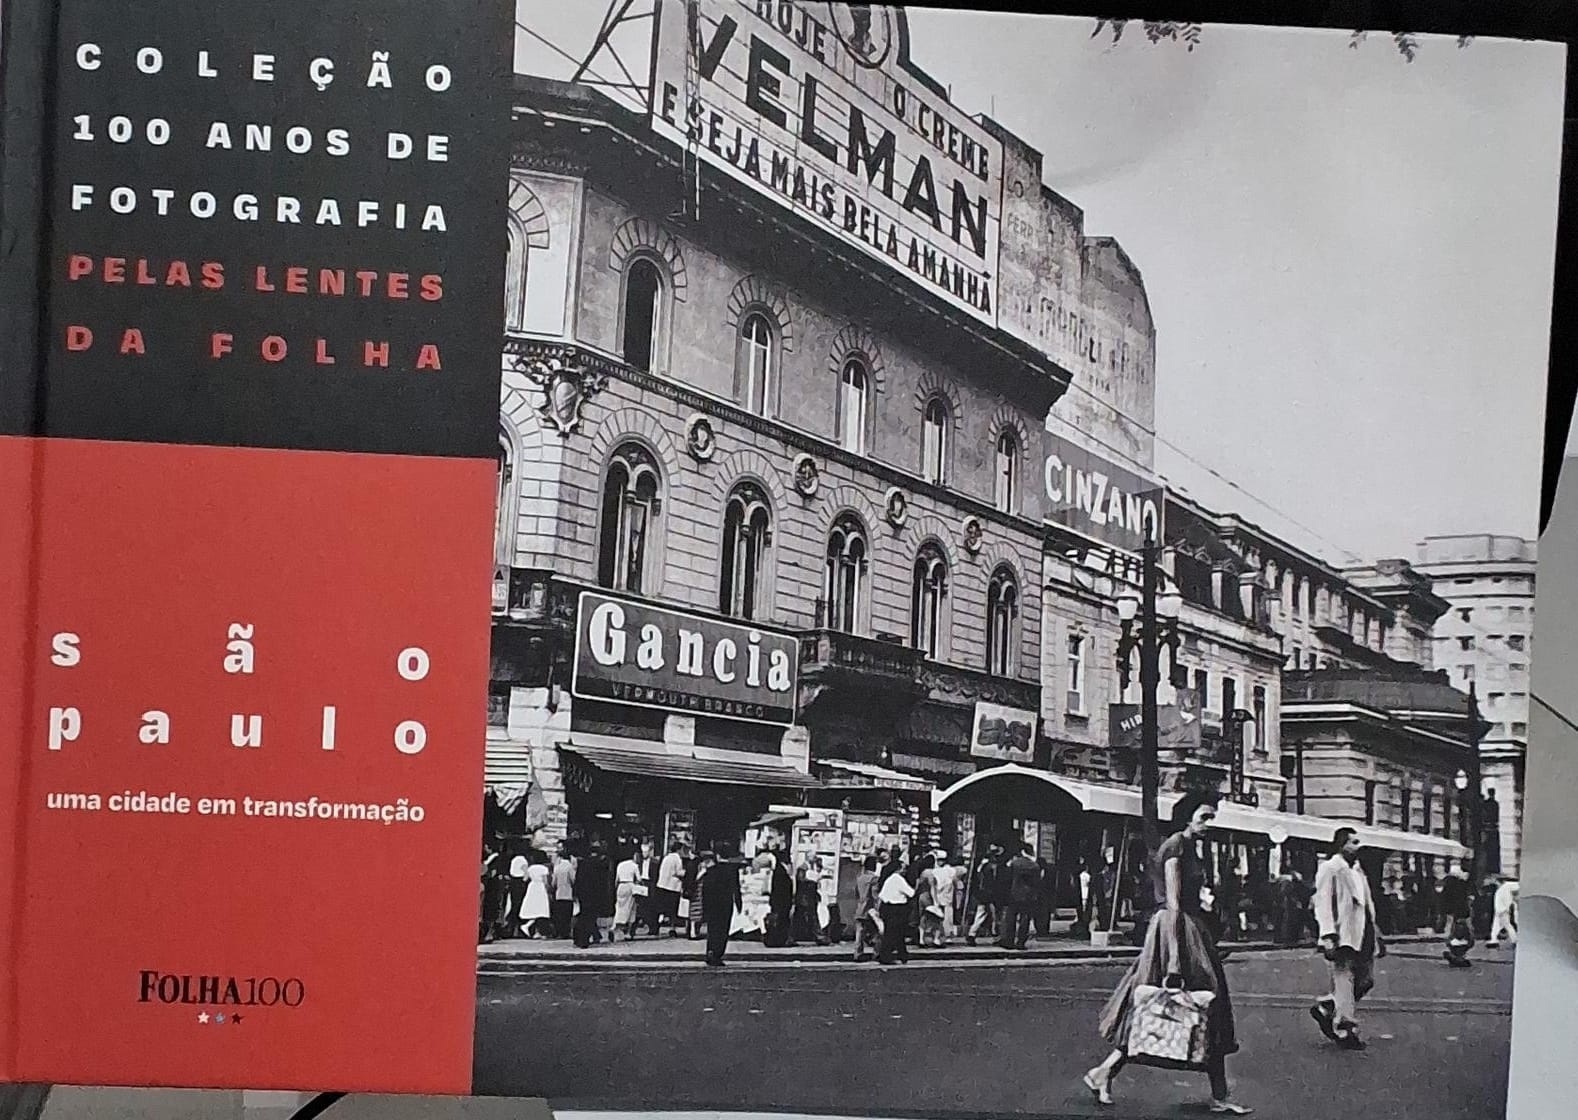 COLEÇÃO
100 ANOS DE
FOTOGRAFIA
PELAS LENTES
DA FOLHA
são
paulo
uma cidade em transformação
FOLHA100
HOJE
O CREME
VELMAN
E SEJA MAIS BELA AMANHÃ
CINZANO
Gancia
VERMOUTH BRANCO